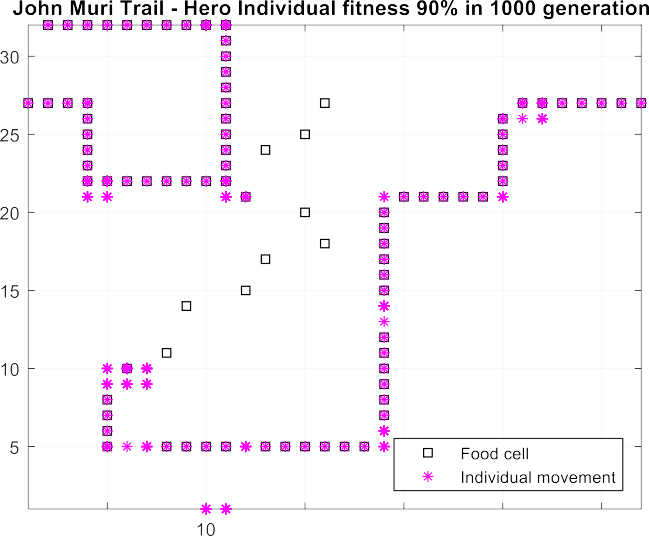 John Muri Trail - Hero Individual fitness 90% in 1000 generation
30
25
20
15
10
5
Food cell
Individual movement
10